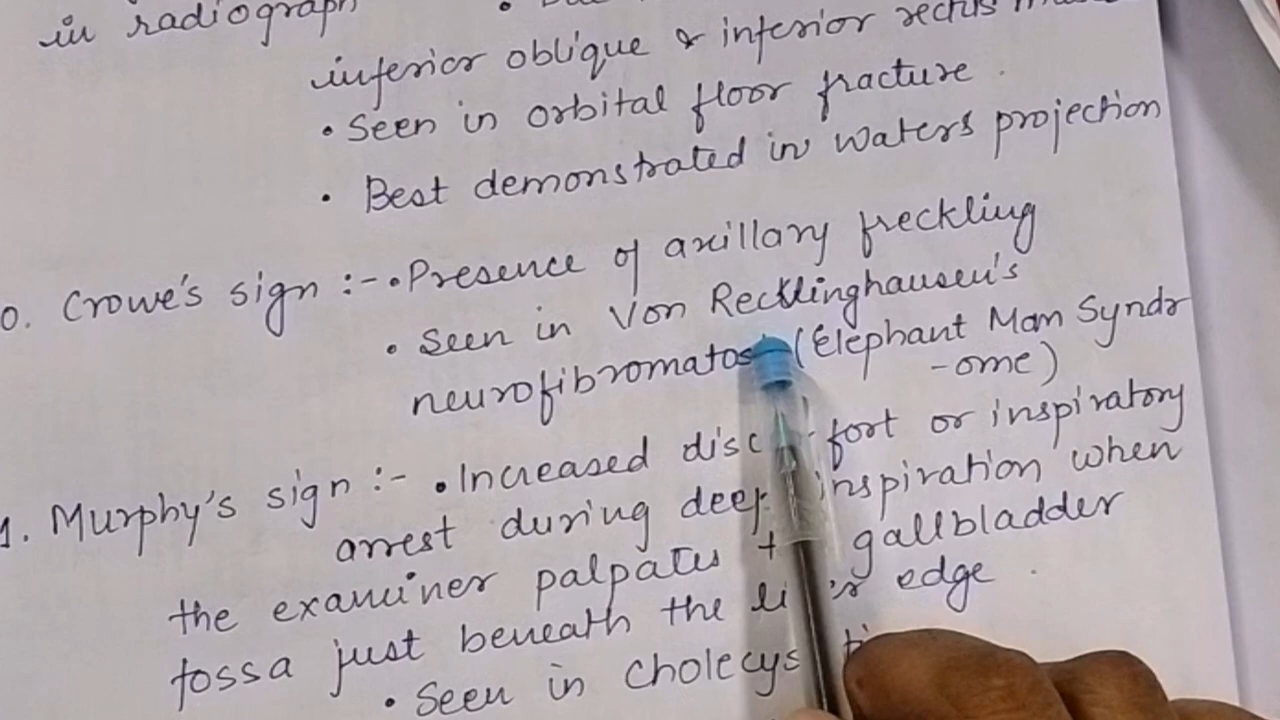 in radiograph
inferior oblique & inferior rectus
• Seen in orbital floor fracture.
• Best demonstrated in waters projection
0. Crowe's sign :- • Presence of axillary freckling
• Seen in Von Recklinghausen's
neurofibromatos (Elephant Man Syndr
-ome)
1. Murphy's sign :- • Increased disc fort or inspiratory
arrest during deep inspiration when
the examiner palpates t gallbladder
fossa just beneath the li 's edge.
• Seen in cholecys